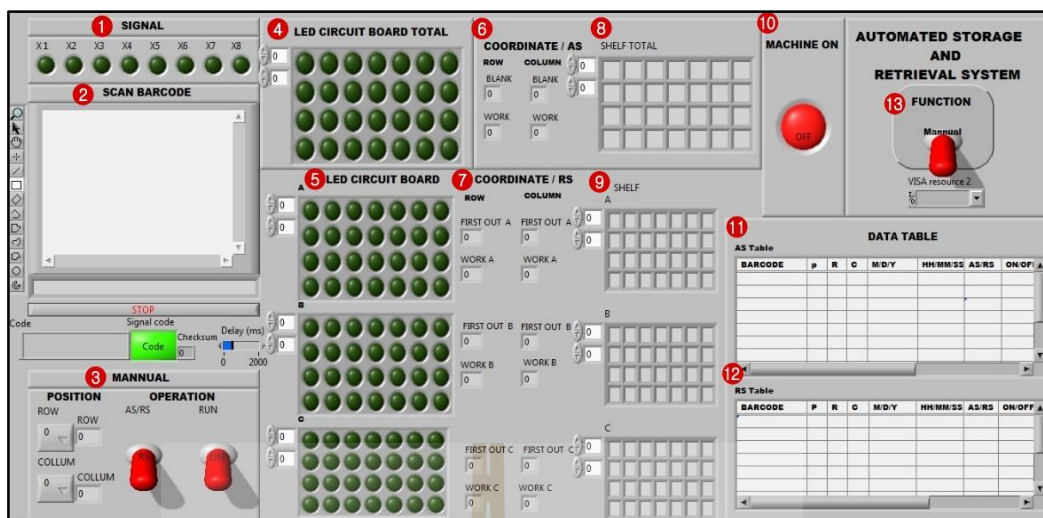 1 SIGNAL
X1 X2 X3 X4 X5 X6 X7 X8
2 SCAN BARCODE
STOP
Code
Signal code
Code
Checksum
0
Delay (ms)
0 2000
3 MANNUAL
POSITION OPERATION
ROW ROW AS/RS RUN
0 0
RS OFF
COLLUM COLLUM
0 0
4 LED CIRCUIT BOARD TOTAL
0
0
5 LED CIRCUIT BOARD
A
0
0
B
0
0
C
0
0
6 COORDINATE / AS
ROW COLUMN
BLANK BLANK
0 0
WORK WORK
0 0
7 COORDINATE / RS
ROW COLUMN
FIRST OUT A FIRST OUT A
0 0
WORK A WORK A
0 0
FIRST OUT B FIRST OUT B
0 0
WORK B WORK B
0 0
FIRST OUT C FIRST OUT C
0 0
WORK C WORK C
0 0
8 SHELF TOTAL
0
0
9 SHELF
A
0
0
B
0
0
C
0
0
10 MACHINE ON
OFF
AUTOMATED STORAGE
AND
RETRIEVAL SYSTEM
13 FUNCTION
Mannual
VISA resource 2
11 DATA TABLE
AS Table
BARCODE P R C M/D/Y HH/MM/SS AS/RS ON/OFF
12 RS Table
BARCODE P R C M/D/Y HH/MM/SS AS/RS ON/OFF